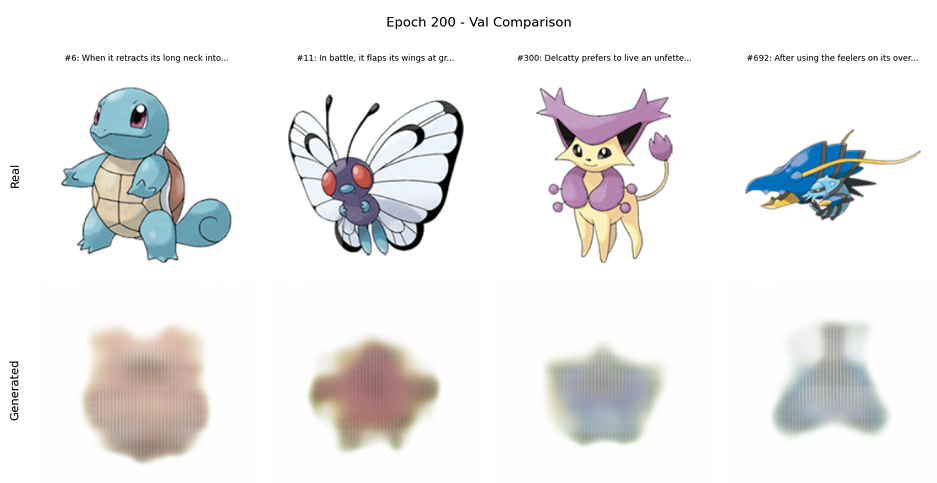 Epoch 200 - Val Comparison
#6: When it retracts its long neck into...
#11: In battle, it flaps its wings at gr...
#300: Delcatty prefers to live an unfette...
#692: After using the feelers on its over...
Real
Generated